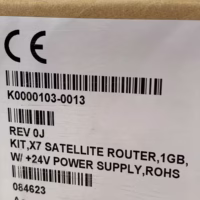 CE
K0000103-0013
REV 0J
KIT,X7 SATELLITE ROUTER,1GB,
W/ +24V POWER SUPPLY,ROHS
084623